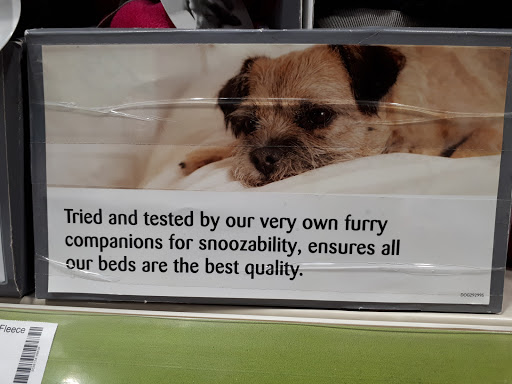 Tried and tested by our very own furry
companions for snoozability, ensures all
our beds are the best quality.
Fleece